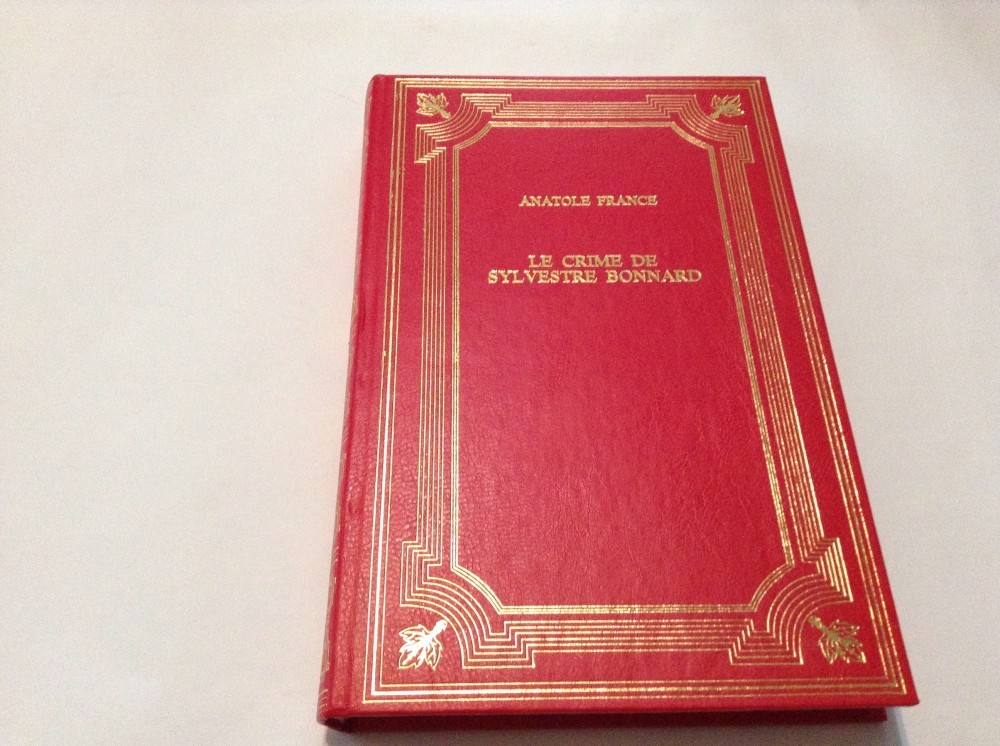 ANATOLE FRANCE
LE CRIME DE
SYLVESTRE BONNARD